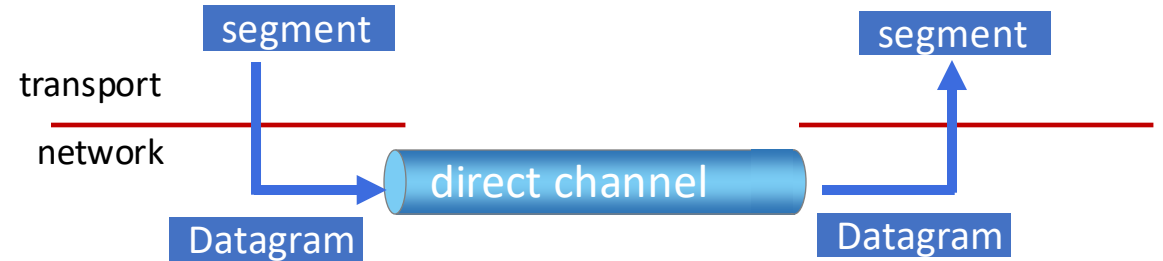 segment
segment
transport
network
direct channel
Datagram
Datagram